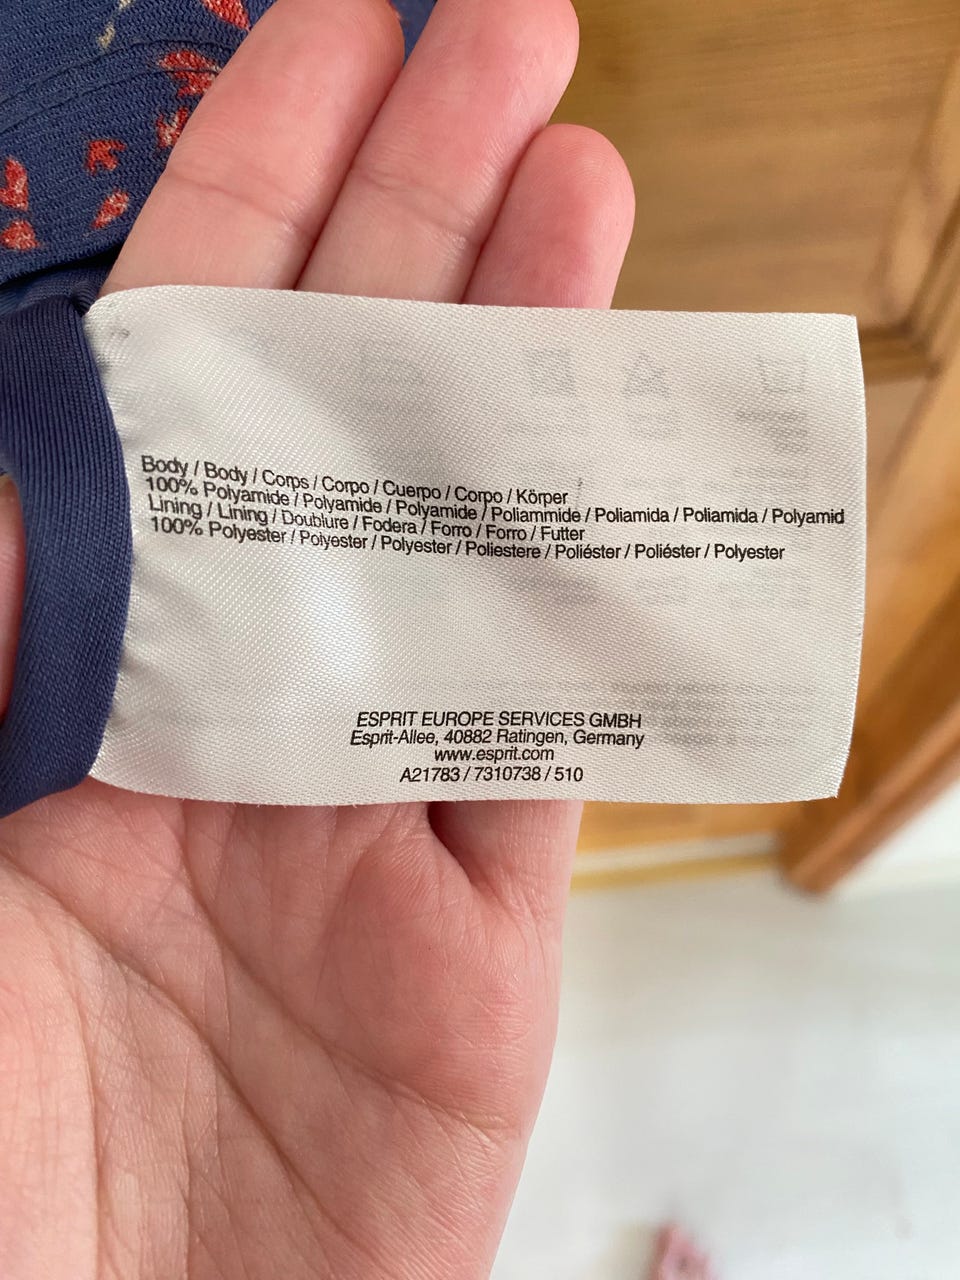 Body / Body / Corps / Corpo / Cuerpo / Corpo / Körper
100% Polyamide / Polyamide / Polyamide / Poliammide / Poliamida / Poliamida / Polyamid
Lining / Lining / Doublure / Fodera / Forro / Forro / Futter
100% Polyester / Polyester / Polyester / Poliestere / Poliéster / Poliéster / Polyester
ESPRIT EUROPE SERVICES GMBH
Esprit-Allee, 40882 Ratingen, Germany
www.esprit.com
A21783 / 7310738 / 510